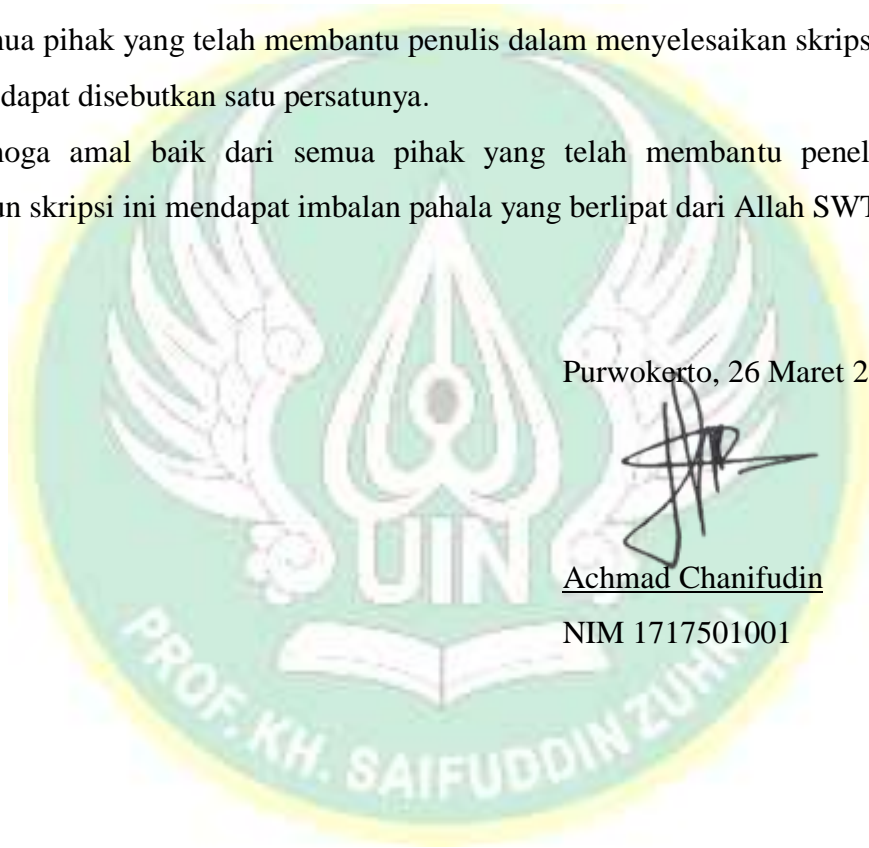 nua pihak yang telah membantu penulis dalam menyelesaikan skrips
dapat disebutkan satu persatunya.
noga amal baik dari semua pihak yang telah membantu penel
un skripsi ini mendapat imbalan pahala yang berlipat dari Allah SWT
Purwokerto, 26 Maret 2
Achmad Chanifudin
NIM 1717501001
UIN
PROF. KH. SAIFUDDIN ZUHRI